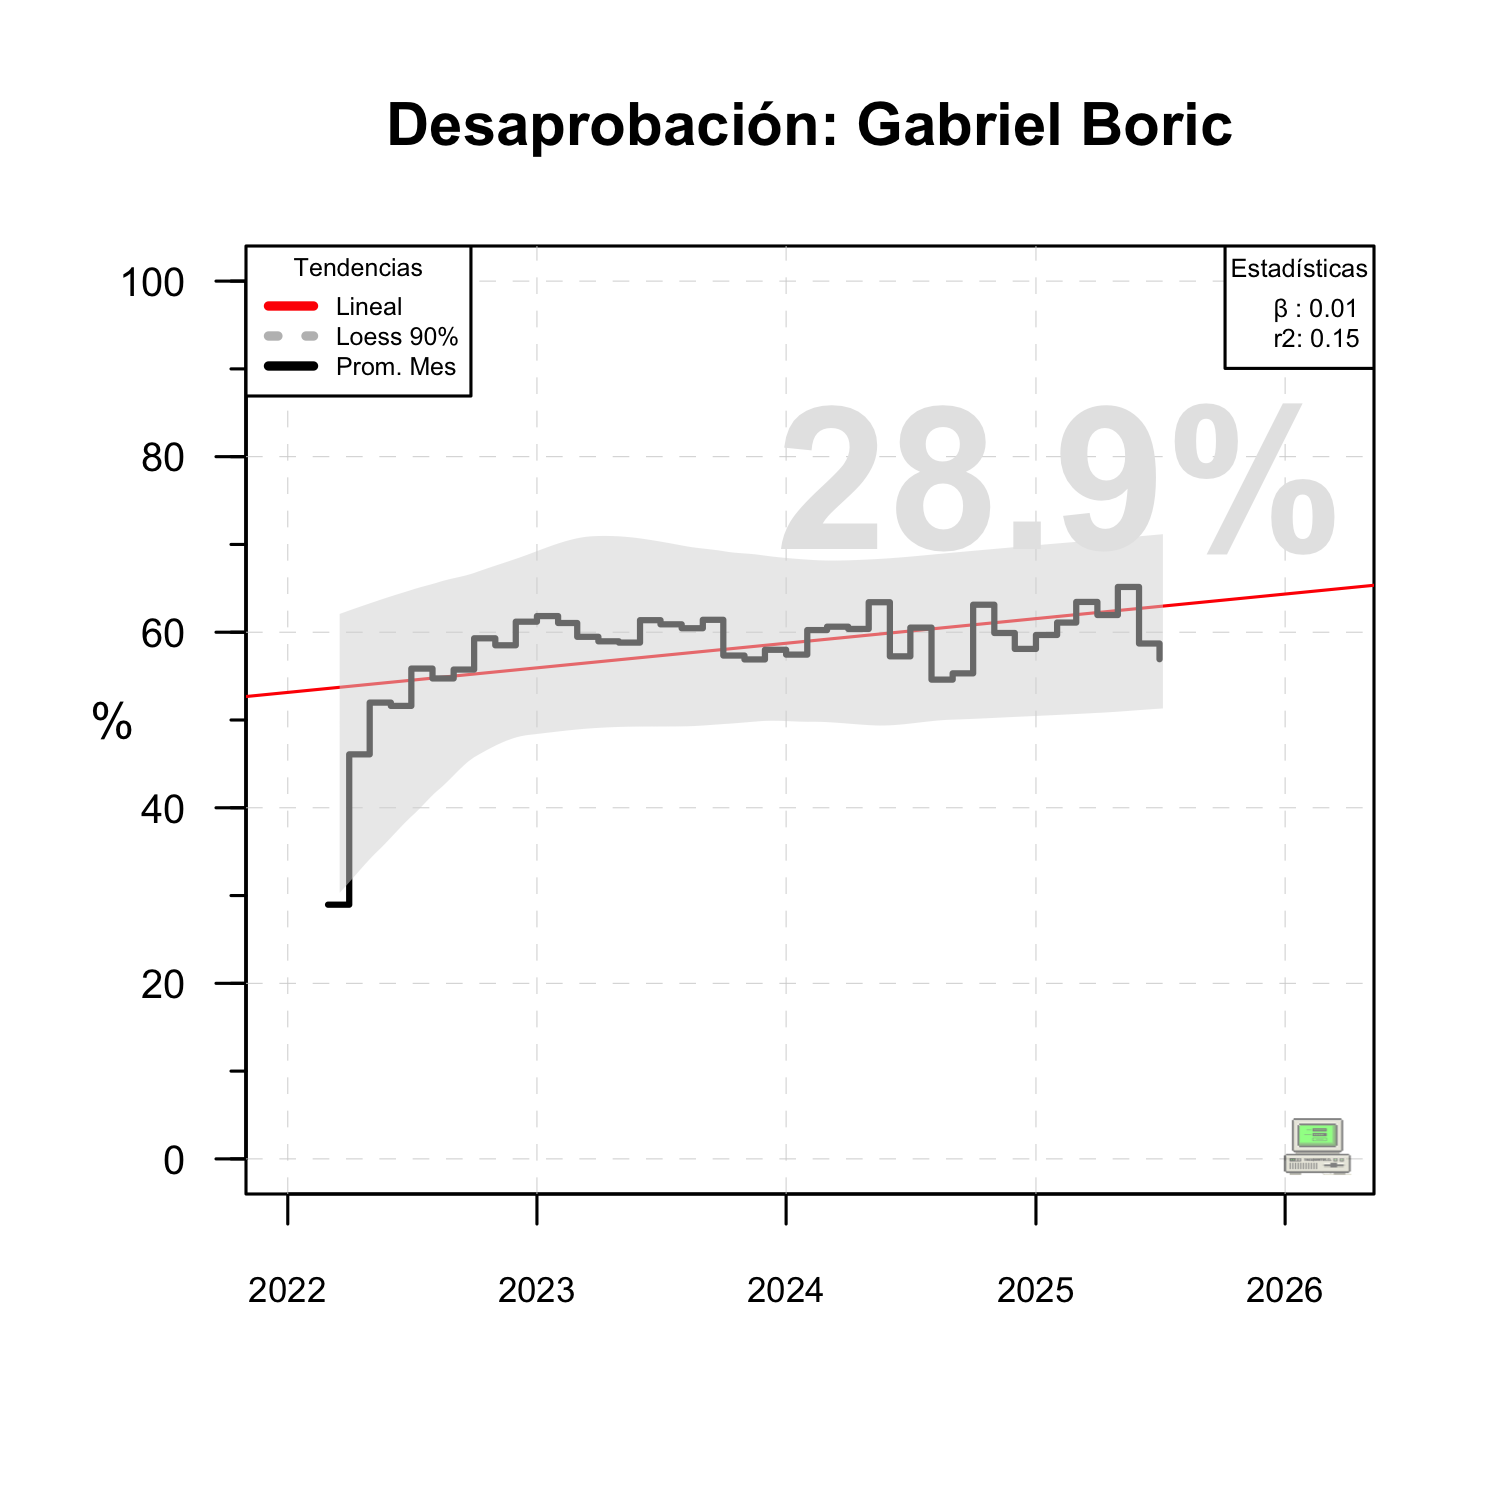 Desaprobación: Gabriel Boric
Tendencias
Lineal
Loess 90%
Prom. Mes
Estadísticas
β : 0.01
r2: 0.15
28.9%
%
100
80
60
40
20
0
2022 2023 2024 2025 2026